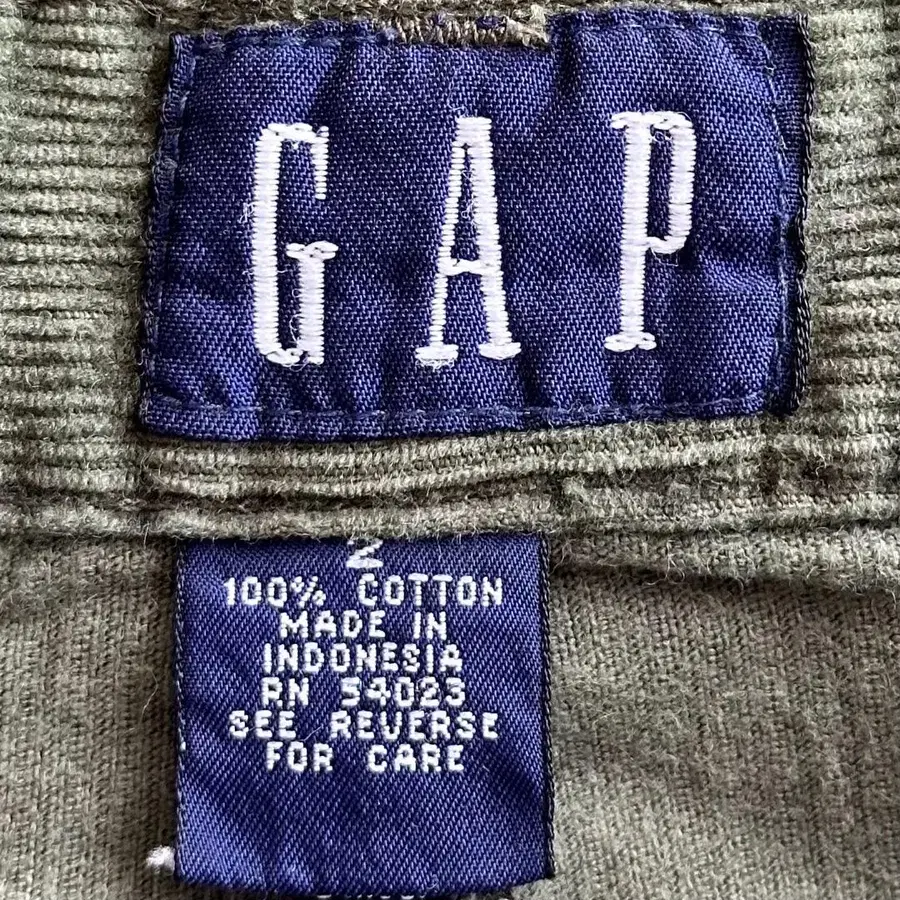 GAP
2
100% COTTON
MADE IN
INDONESIA
RN 54023
SEE REVERSE
FOR CARE